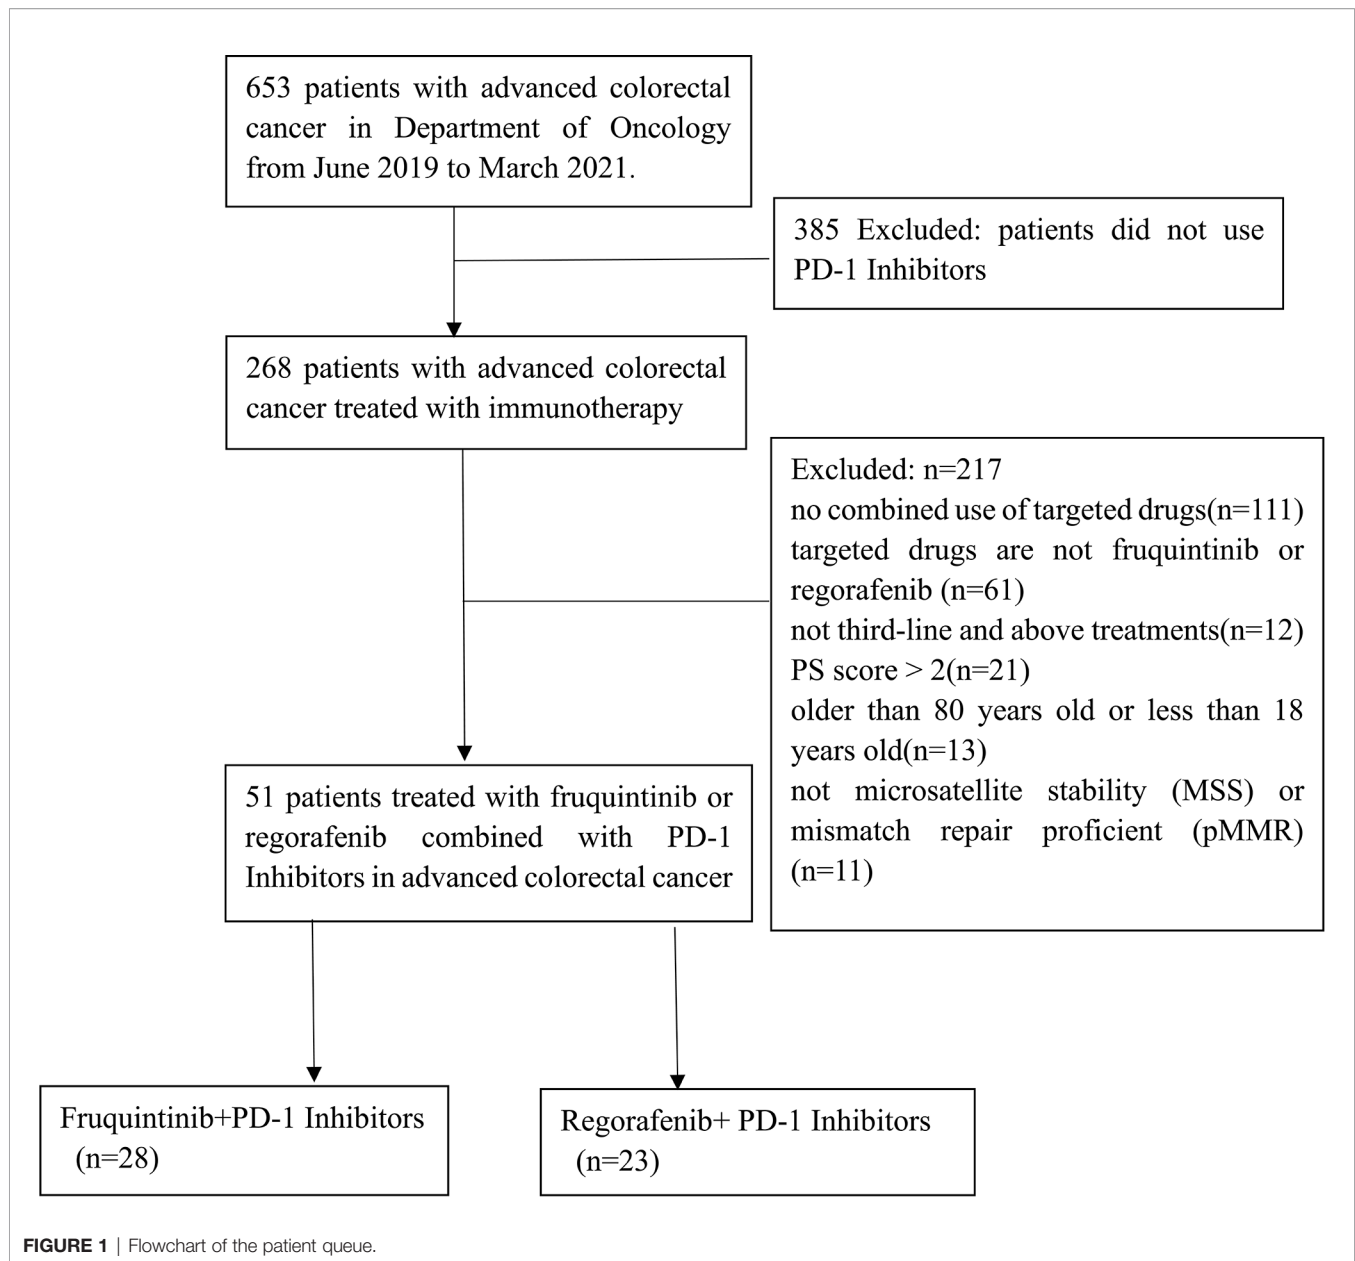 653 patients with advanced colorectal
cancer in Department of Oncology
from June 2019 to March 2021.
385 Excluded: patients did not use
PD-1 Inhibitors
268 patients with advanced colorectal
cancer treated with immunotherapy
Excluded: n=217
no combined use of targeted drugs(n=111)
targeted drugs are not fruquintinib or
regorafenib (n=61)
not third-line and above treatments(n=12)
PS score > 2(n=21)
older than 80 years old or less than 18
years old(n=13)
not microsatellite stability (MSS) or
mismatch repair proficient (pMMR)
(n=11)
51 patients treated with fruquintinib or
regorafenib combined with PD-1
Inhibitors in advanced colorectal cancer
Fruquintinib+PD-1 Inhibitors
(n=28)
Regorafenib+ PD-1 Inhibitors
(n=23)
FIGURE 1 | Flowchart of the patient queue.